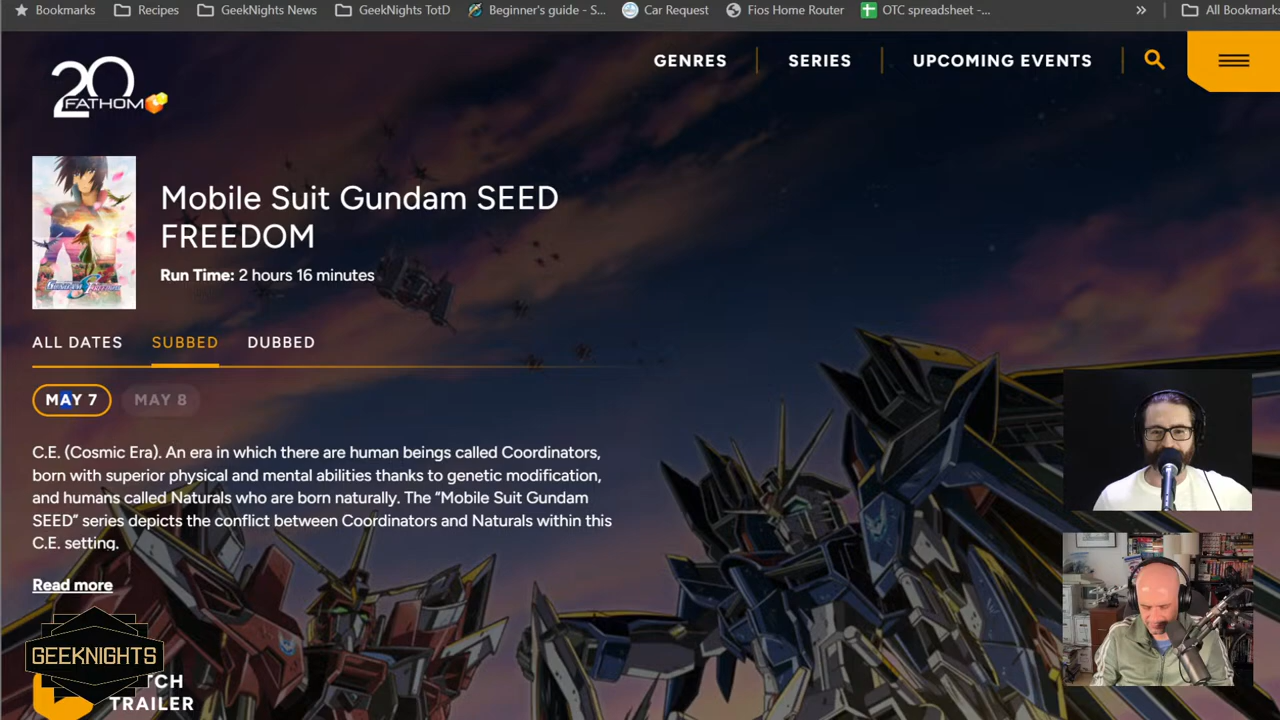 Bookmarks Recipes GeekNights News GeekNights TotD Beginner's guide - S... Car Request Fios Home Router OTC spreadsheet -... » All Bookmarks
20
FATHOM
GENRES SERIES UPCOMING EVENTS
Mobile Suit Gundam SEED
FREEDOM
Run Time: 2 hours 16 minutes
ALL DATES SUBBED DUBBED
MAY 7 MAY 8
C.E. (Cosmic Era). An era in which there are human beings called Coordinators,
born with superior physical and mental abilities thanks to genetic modification,
and humans called Naturals who are born naturally. The “Mobile Suit Gundam
SEED” series depicts the conflict between Coordinators and Naturals within this
C.E. setting.
Read more
GEEKNIGHTS
TCH
TRAILER